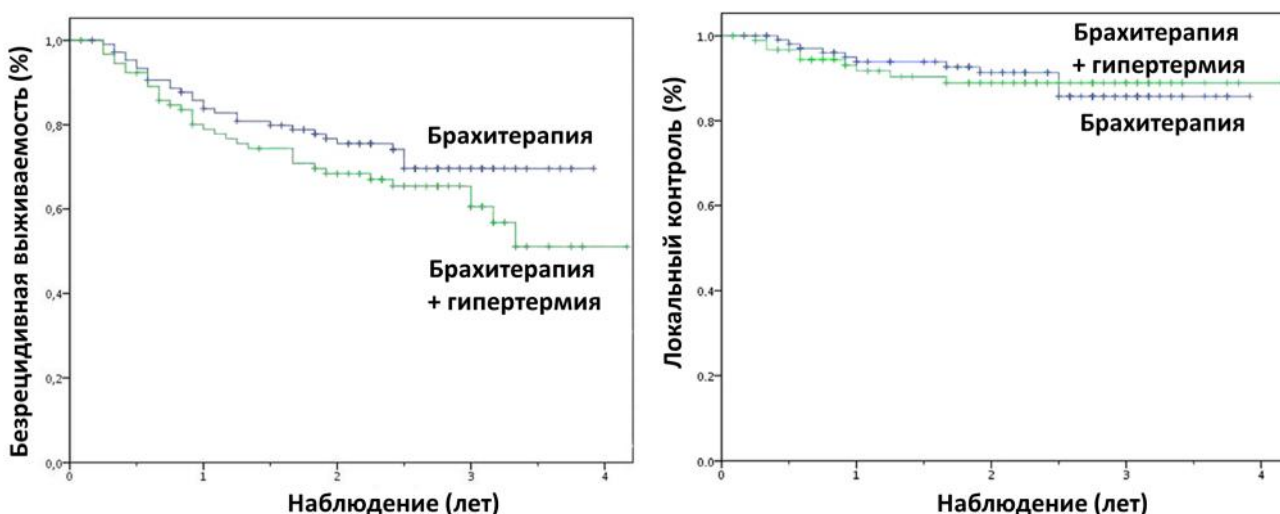 Безрецидивная выживаемость (%)
1,0
0,8
0,6
0,4
0,2
0,0
Брахитерапия
Брахитерапия
+ гипертермия
0
1
2
3
4
Наблюдение (лет)
Локальный контроль (%)
1.0
0.8
0.6
0.4
0.2
0.0
Брахитерапия
+ гипертермия
Брахитерапия
0
1
2
3
4
Наблюдение (лет)